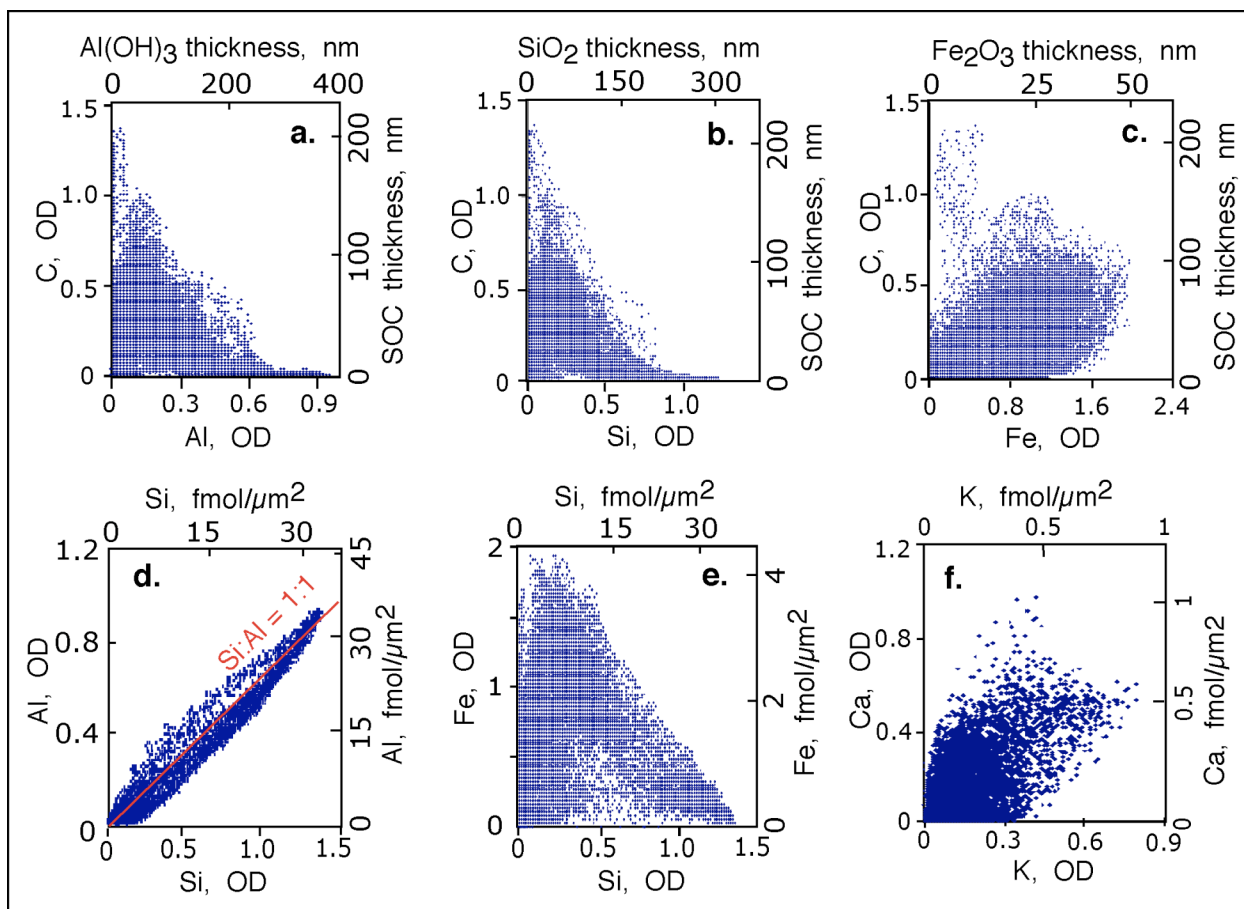 Al(OH)3 thickness, nm
0 200 400
1.5
1.0
0.5
0
C, OD
a.
200
100
0
SOC thickness, nm
0 0.3 0.6 0.9
Al, OD
SiO2 thickness, nm
0 150 300
1.5
1.0
0.5
0
C, OD
b.
200
100
0
SOC thickness, nm
0 0.5 1.0
Si, OD
Fe2O3 thickness, nm
0 25 50
1.5
1.0
0.5
0
C, OD
c.
200
100
0
SOC thickness, nm
0 0.8 1.6 2.4
Fe, OD
Si, fmol/µm2
0 15 30
1.2
0.8
0.4
0
Al, OD
d.
Si:Al = 1:1
45
30
15
0
Al, fmol/µm2
0 0.5 1.0 1.5
Si, OD
Si, fmol/µm2
0 15 30
2
1
0
Fe, OD
e.
4
2
0
Fe, fmol/µm2
0 0.5 1.0 1.5
Si, OD
K, fmol/µm2
0 0.5 1
1.2
0.8
0.4
0
Ca, OD
f.
1
0.5
0
Ca, fmol/µm2
0 0.3 0.6 0.9
K, OD